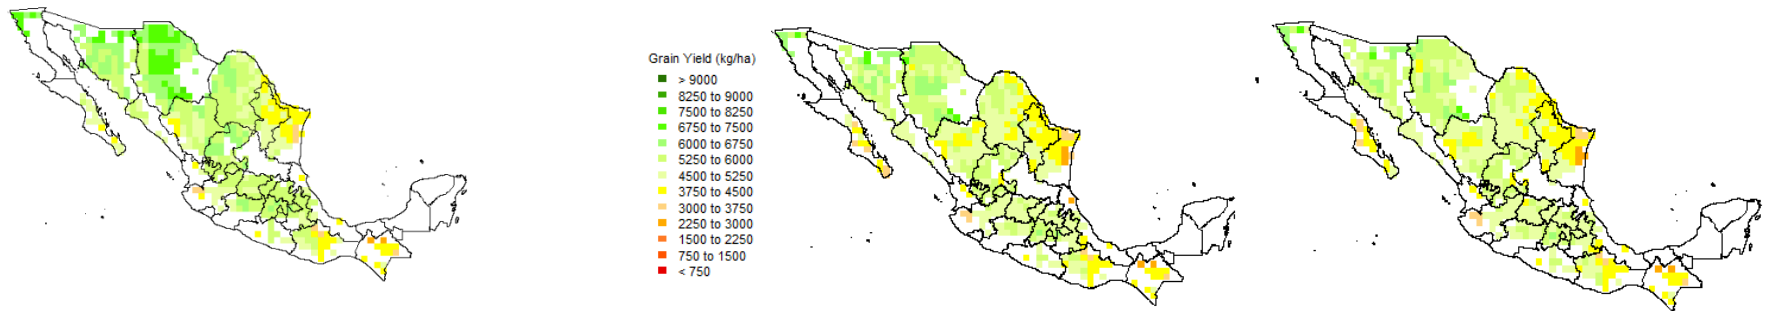 Grain Yield (kg/ha)
> 9000
8250 to 9000
7500 to 8250
6750 to 7500
6000 to 6750
5250 to 6000
4500 to 5250
3750 to 4500
3000 to 3750
2250 to 3000
1500 to 2250
750 to 1500
< 750